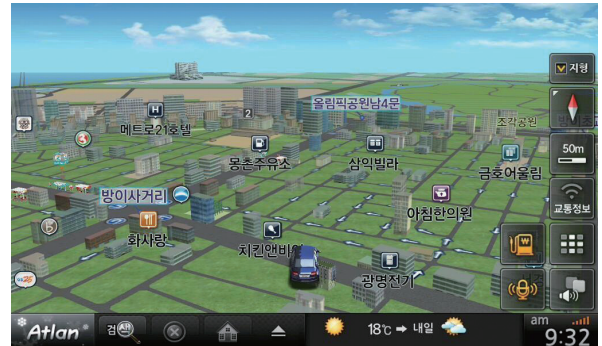 지형
올림픽공원남4문
H
2
조각공원
메트로21호텔
50m
몽촌주유소
삼익빌라
금호어울림
교통정보
방이사거리
아침한의원
화사랑
치킨앤바
광명전기
Atlan
검색
18℃ ➡ 내일
am
9:32